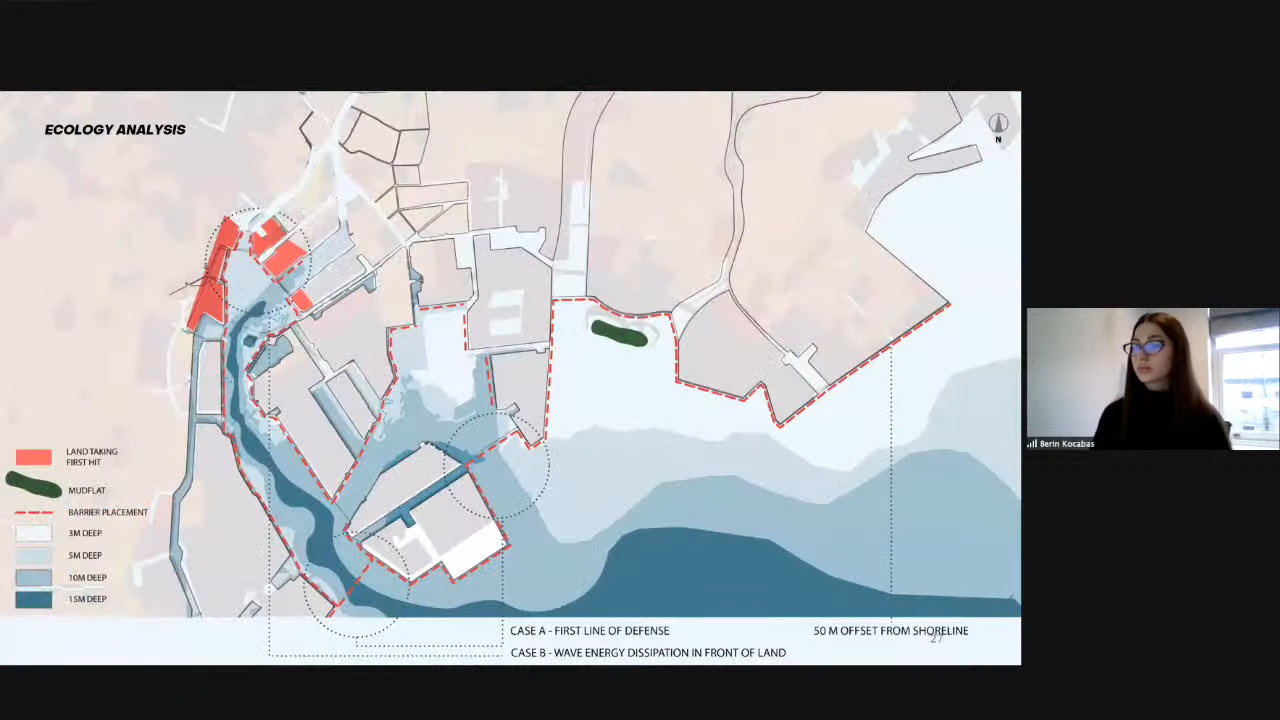 ECOLOGY ANALYSIS
N
LAND TAKING
FIRST HIT
MUDFLAT
BARRIER PLACEMENT
3M DEEP
5M DEEP
10M DEEP
15M DEEP
CASE A - FIRST LINE OF DEFENSE
50 M OFFSET FROM SHORELINE
27
CASE B - WAVE ENERGY DISSIPATION IN FRONT OF LAND
Berin Kocabas